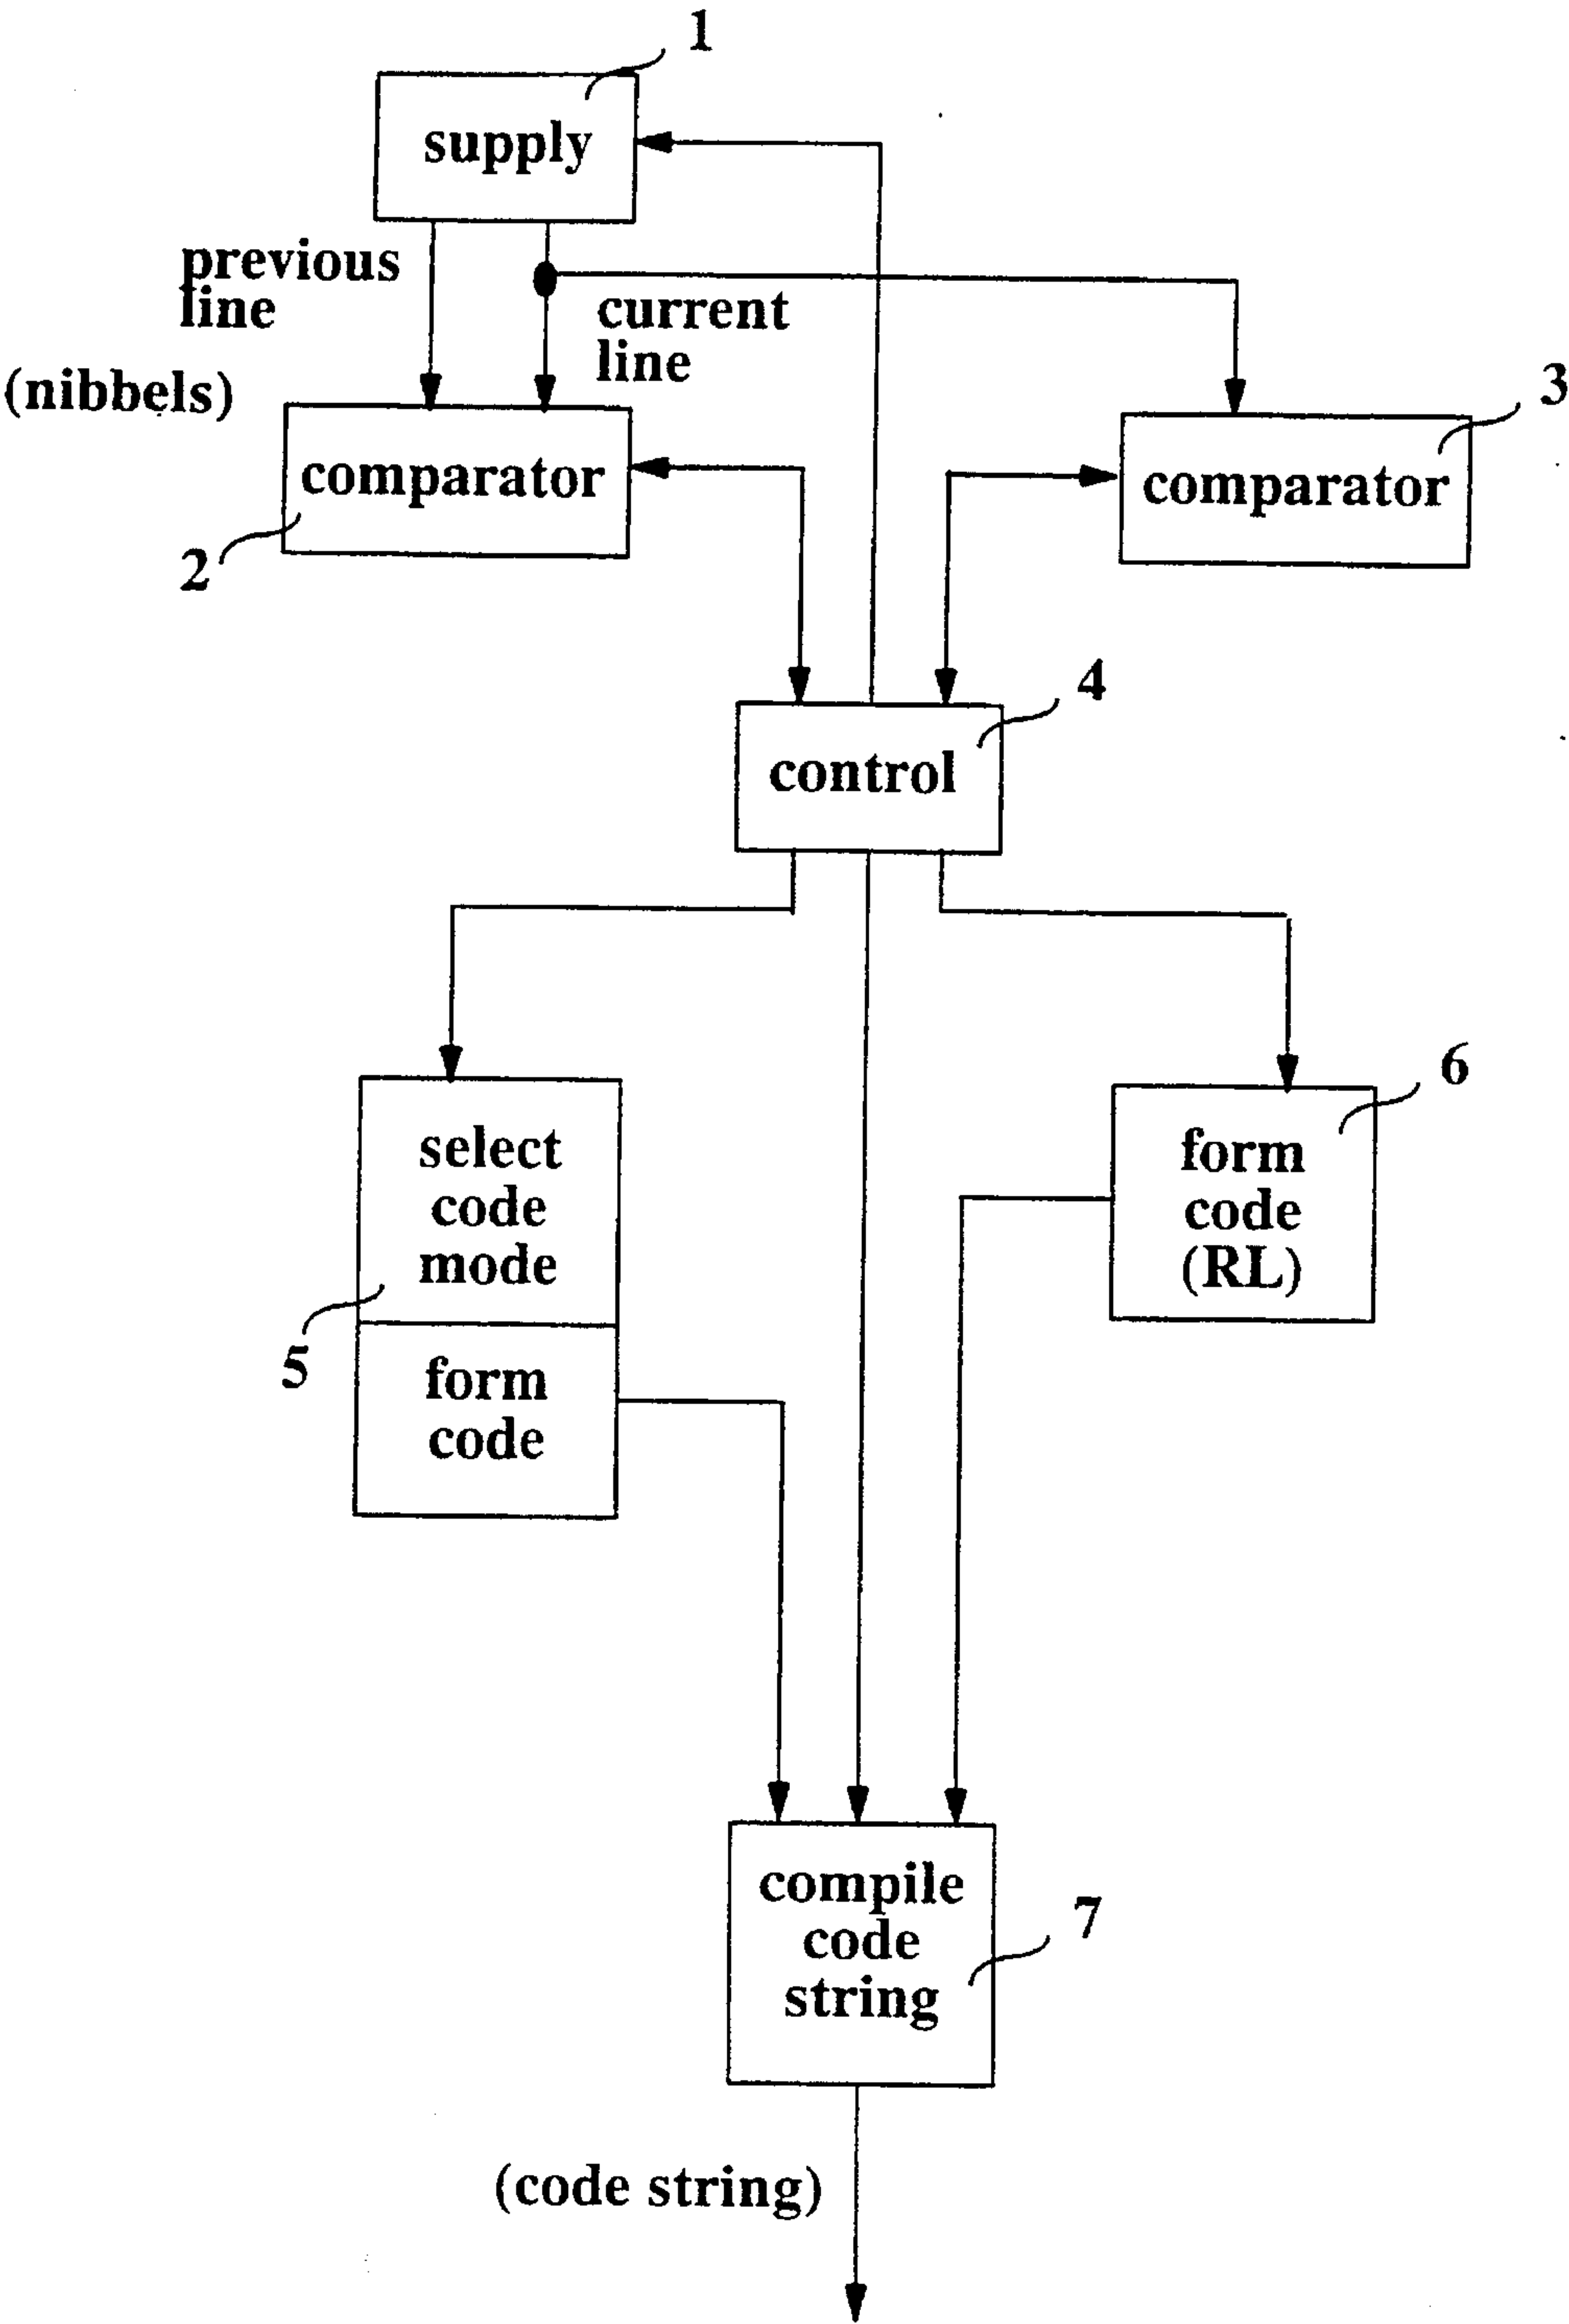 1
supply
previous
line
current
line
(nibbels)
3
comparator
comparator
2
4
control
6
select
code
mode
form
code
(RL)
5
form
code
compile
code
string
7
(code string)